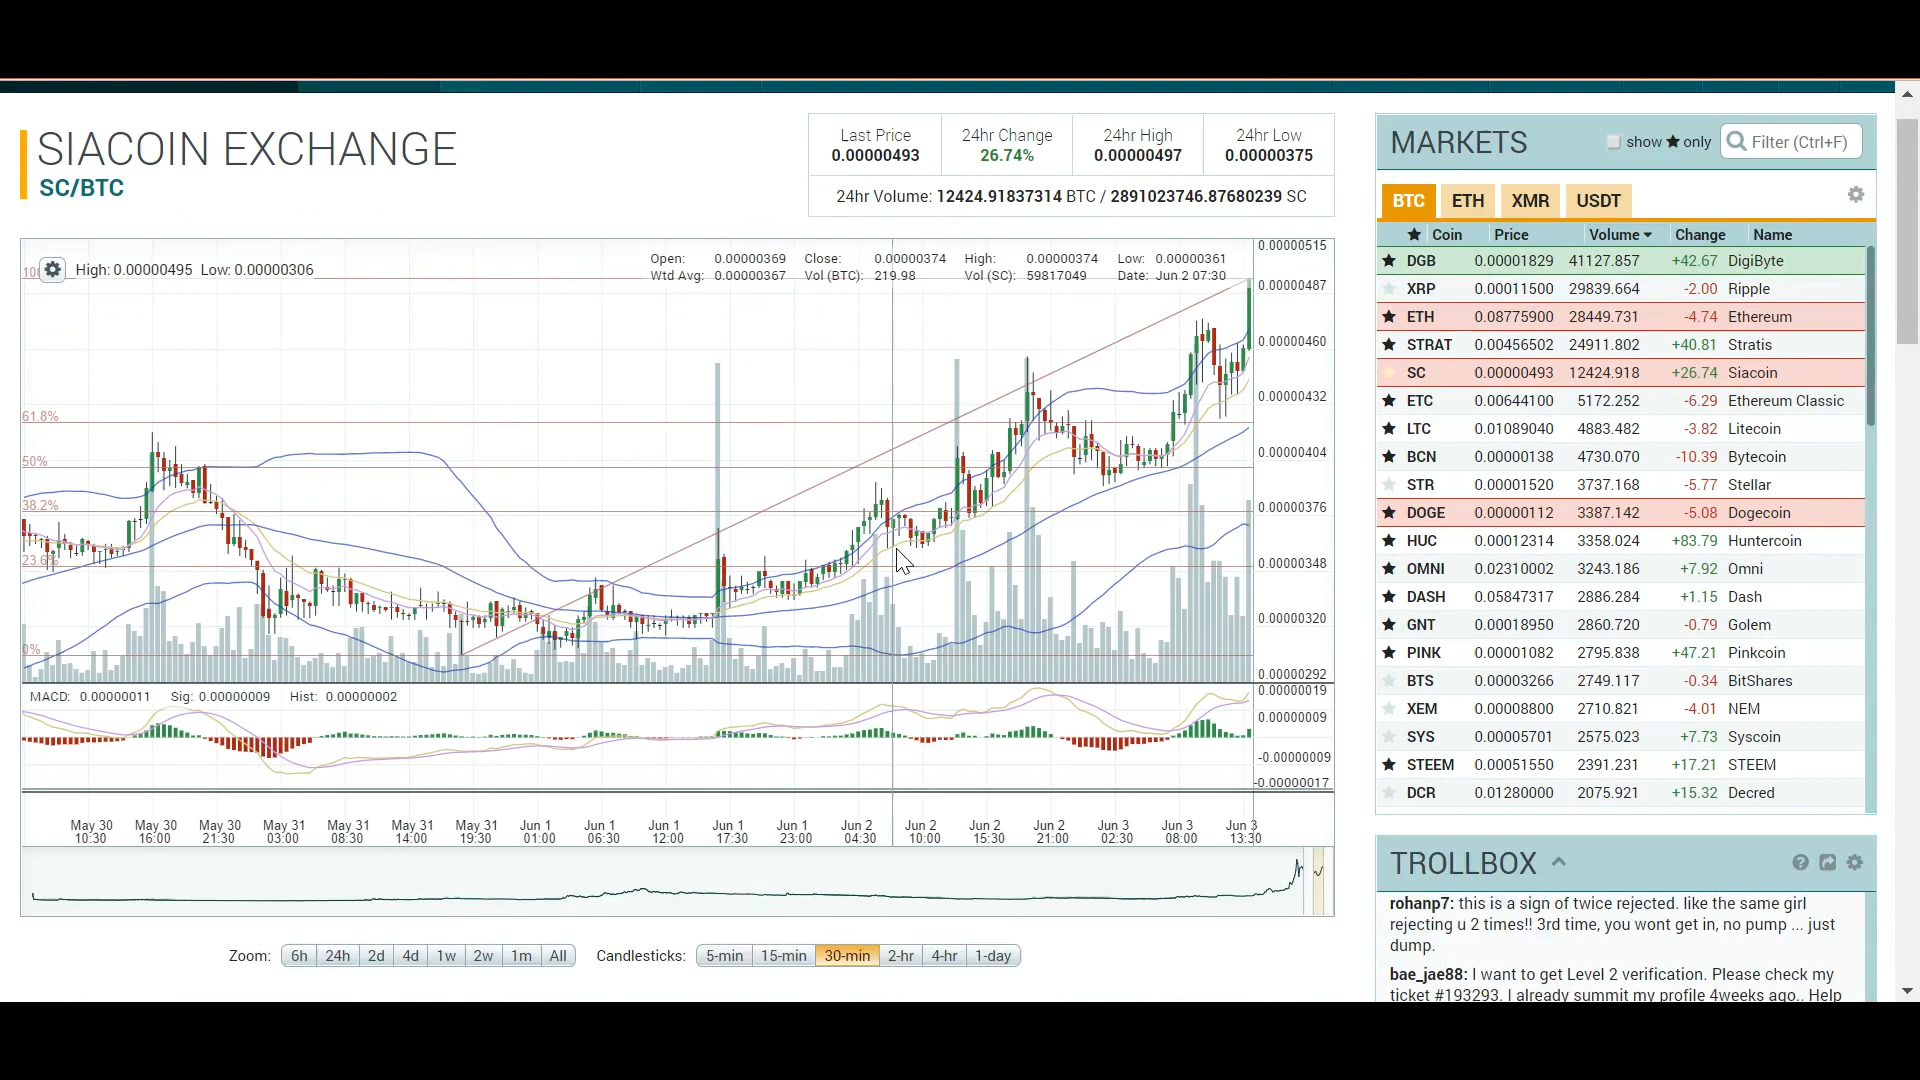 SIACOIN EXCHANGE
SC/BTC
Last Price 24hr Change 24hr High 24hr Low
0.00000493 26.74% 0.00000497 0.00000375
24hr Volume: 12424.91837314 BTC / 2891023746.87680239 SC
High: 0.00000495 Low: 0.00000306
Open: 0.00000369 Close: 0.00000374 High: 0.00000374 Low: 0.00000361
Wtd Avg: 0.00000367 Vol (BTC): 219.98 Vol (SC): 59817049 Date: Jun 2 07:30
61.8%
50%
38.2%
23.6%
0%
0.00000515
0.00000487
0.00000460
0.00000432
0.00000404
0.00000376
0.00000348
0.00000320
0.00000292
MACD: 0.00000011 Sig: 0.00000009 Hist: 0.00000002
0.00000019
0.00000009
-0.00000009
-0.00000017
May 30 May 30 May 30 May 31 May 31 May 31 May 31 Jun 1 Jun 1 Jun 1 Jun 1 Jun 1 Jun 2 Jun 2 Jun 2 Jun 2 Jun 3 Jun 3 Jun 3
10:30 16:00 21:30 03:00 08:30 14:00 19:30 01:00 06:30 12:00 17:30 23:00 04:30 10:00 15:30 21:00 02:30 08:00 13:30
Zoom: 6h 24h 2d 4d 1w 2w 1m All Candlesticks: 5-min 15-min 30-min 2-hr 4-hr 1-day
MARKETS show ★ only Filter (Ctrl+F)
BTC ETH XMR USDT
★ Coin Price Volume Change Name
DGB 0.00001829 41127.857 +42.67 DigiByte
XRP 0.00011500 29839.664 -2.00 Ripple
ETH 0.08775900 28449.731 -4.74 Ethereum
STRAT 0.00456502 24911.802 +40.81 Stratis
SC 0.00000493 12424.918 +26.74 Siacoin
ETC 0.00644100 5172.252 -6.29 Ethereum Classic
LTC 0.01089040 4883.482 -3.82 Litecoin
BCN 0.00000138 4730.070 -10.39 Bytecoin
STR 0.00001520 3737.168 -5.77 Stellar
DOGE 0.00000112 3387.142 -5.08 Dogecoin
HUC 0.00012314 3358.024 +83.79 Huntercoin
OMNI 0.02310002 3243.186 +7.92 Omni
DASH 0.05847317 2886.284 +1.15 Dash
GNT 0.00018950 2860.720 -0.79 Golem
PINK 0.00001082 2795.838 +47.21 Pinkcoin
BTS 0.00003266 2749.117 -0.34 BitShares
XEM 0.00008800 2710.821 -4.01 NEM
SYS 0.00005701 2575.023 +7.73 Syscoin
STEEM 0.00051550 2391.231 +17.21 STEEM
DCR 0.01280000 2075.921 +15.32 Decred
TROLLBOX
rohanp7: this is a sign of twice rejected. like the same girl
rejecting u 2 times!! 3rd time, you wont get in, no pump ... just
dump.
bae_jae88: I want to get Level 2 verification. Please check my
ticket #193293. I already summit my profile 4weeks ago.. Help